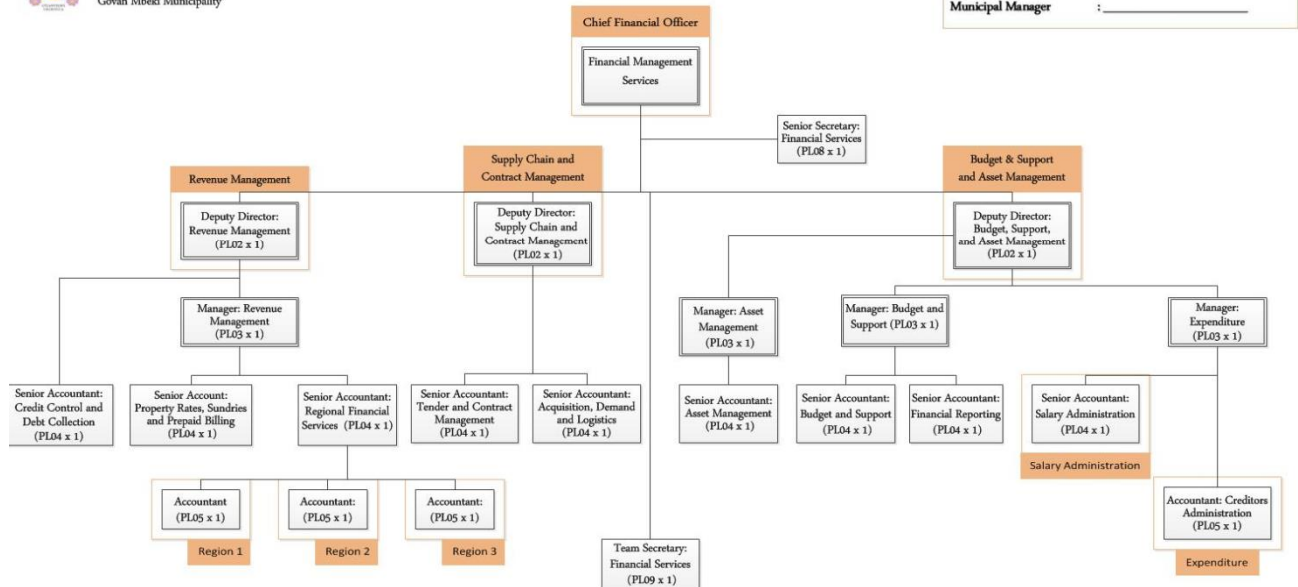 Govan Mbeki Municipality
Municipal Manager : ____________________
Chief Financial Officer
Financial Management
Services
Senior Secretary:
Financial Services
(PL08 x 1)
Revenue Management
Supply Chain and
Contract Management
Budget & Support
and Asset Management
Deputy Director:
Revenue Management
(PL02 x 1)
Deputy Director:
Supply Chain and
Contract Management
(PL02 x 1)
Deputy Director:
Budget, Support,
and Asset Management
(PL02 x 1)
Manager: Revenue
Management
(PL03 x 1)
Manager: Asset
Management
(PL03 x 1)
Manager: Budget and
Support (PL03 x 1)
Manager:
Expenditure
(PL03 x 1)
Senior Accountant:
Credit Control and
Debt Collection
(PL04 x 1)
Senior Account:
Property Rates, Sundries
and Prepaid Billing
(PL04 x 1)
Senior Accountant:
Regional Financial
Services (PL04 x 1)
Senior Accountant:
Tender and Contract
Management
(PL04 x 1)
Senior Accountant:
Acquisition, Demand
and Logistics
(PL04 x 1)
Senior Accountant:
Asset Management
(PL04 x 1)
Senior Accountant:
Budget and Support
(PL04 x 1)
Senior Accountant:
Financial Reporting
(PL04 x 1)
Senior Accountant:
Salary Administration
(PL04 x 1)
Salary Administration
Accountant
(PL05 x 1)
Region 1
Accountant:
(PL05 x 1)
Region 2
Accountant:
(PL05 x 1)
Region 3
Accountant: Creditors
Administration
(PL05 x 1)
Expenditure
Team Secretary:
Financial Services
(PL09 x 1)